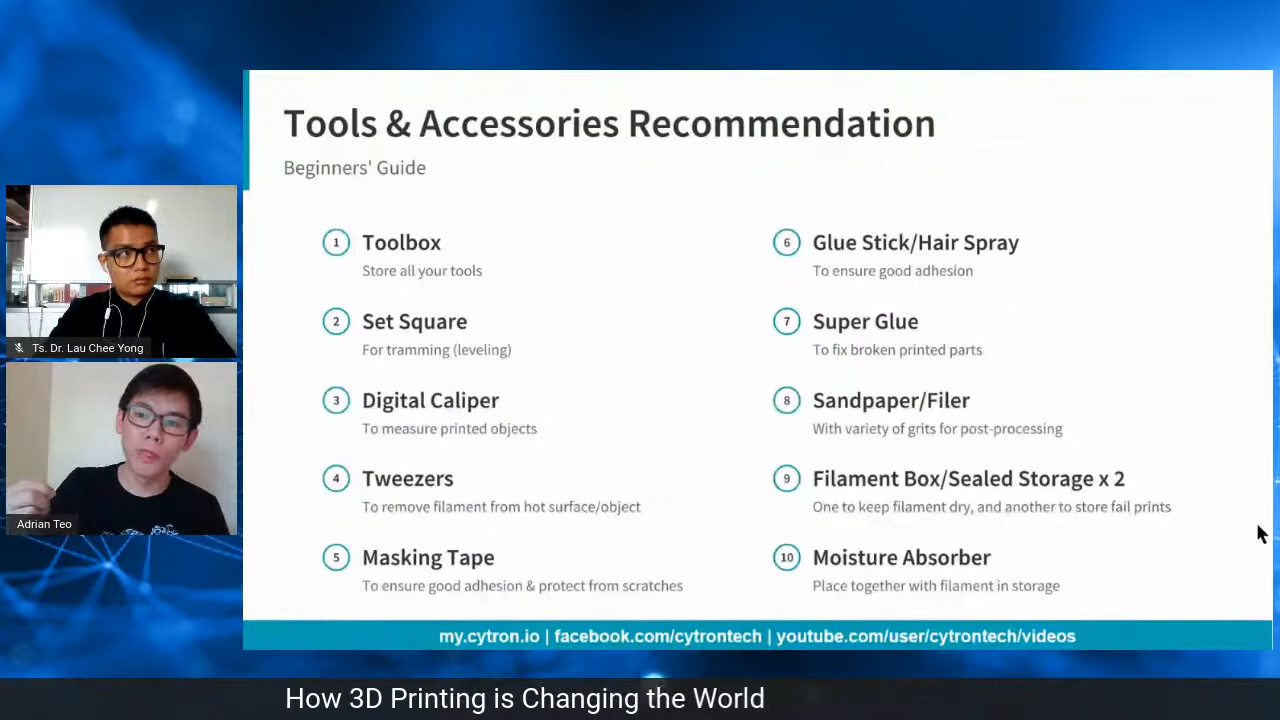 Tools & Accessories Recommendation
Beginners' Guide
1 Toolbox
Store all your tools
2 Set Square
For tramming (leveling)
3 Digital Caliper
To measure printed objects
4 Tweezers
To remove filament from hot surface/object
5 Masking Tape
To ensure good adhesion & protect from scratches
6 Glue Stick/Hair Spray
To ensure good adhesion
7 Super Glue
To fix broken printed parts
8 Sandpaper/Filer
With variety of grits for post-processing
9 Filament Box/Sealed Storage x 2
One to keep filament dry, and another to store fail prints
10 Moisture Absorber
Place together with filament in storage
my.cytron.io | facebook.com/cytrontech | youtube.com/user/cytrontech/videos
Ts. Dr. Lau Chee Yong
Adrian Teo
How 3D Printing is Changing the World